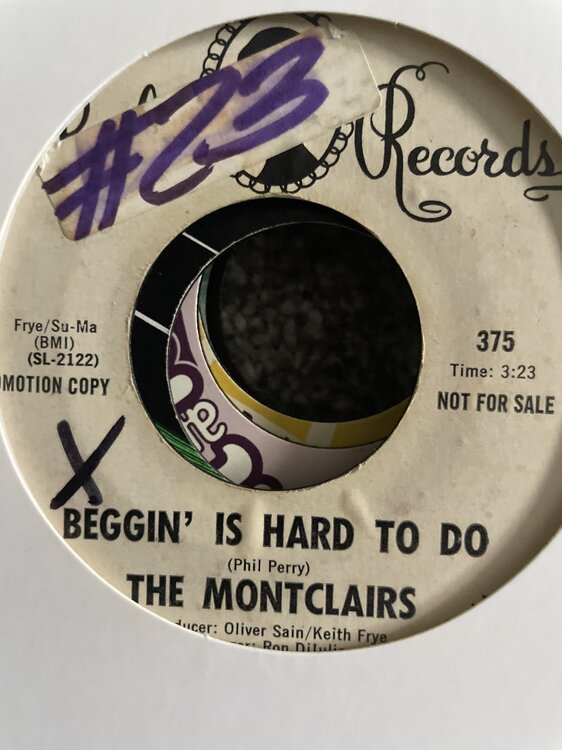 #23
Records
Frye/Su-Ma
(BMI)
(SL-2122)
OMOTION COPY
375
Time: 3:23
NOT FOR SALE
X
BEGGIN' IS HARD TO DO
(Phil Perry)
THE MONTCLAIRS
ducer: Oliver Sain/Keith Frye